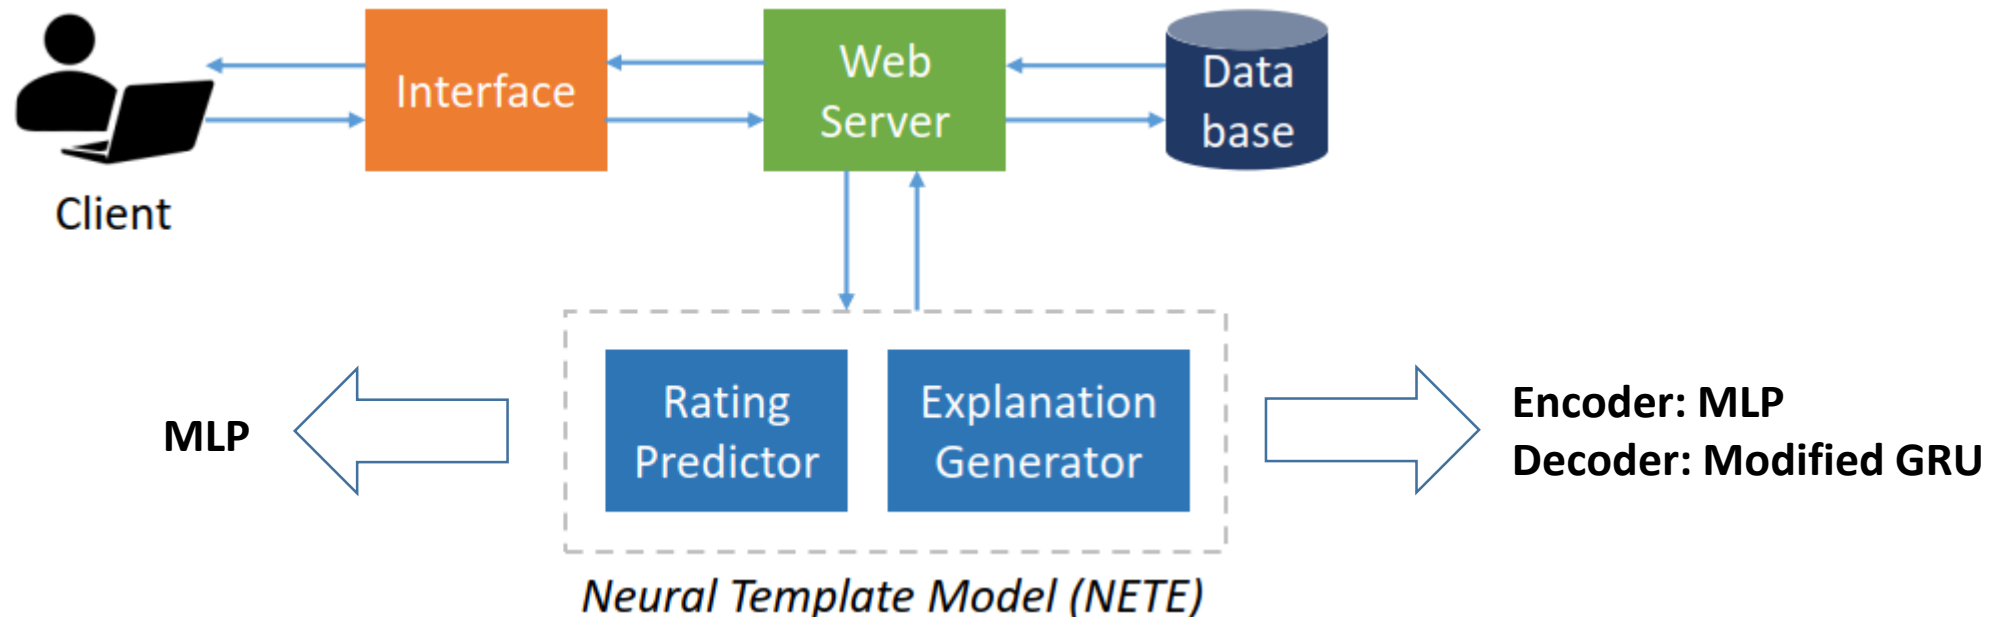 Interface
Web
Server
Data
base
Client
Rating
Predictor
Explanation
Generator
MLP
Encoder: MLP
Decoder: Modified GRU
Neural Template Model (NETE)